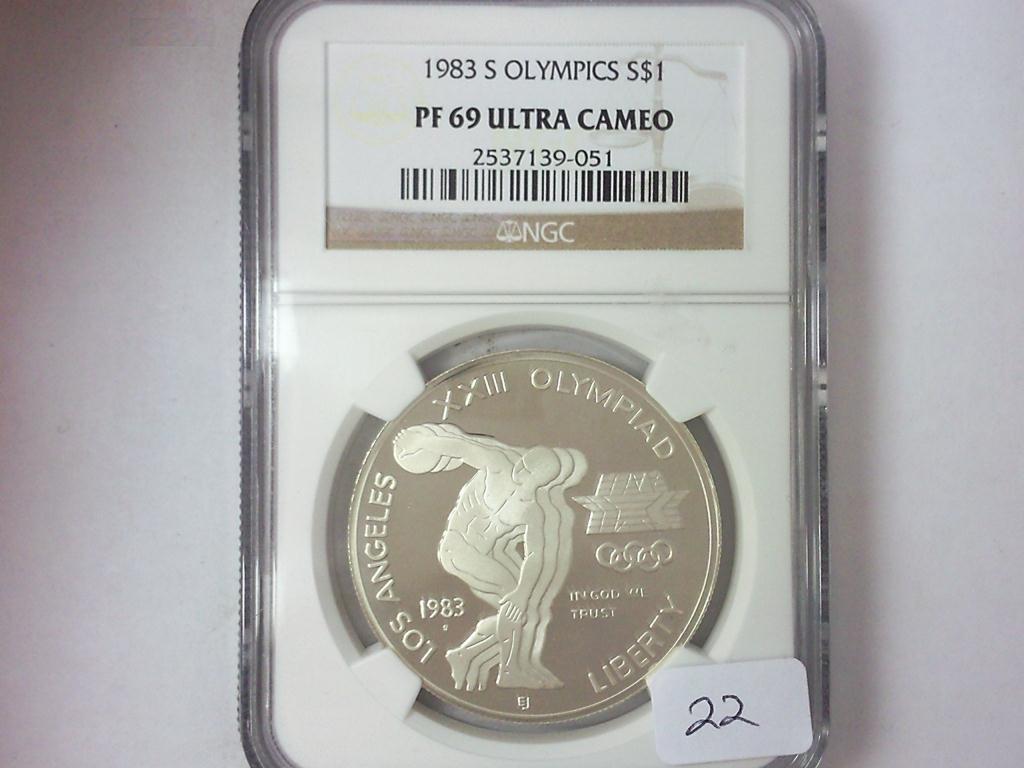 1983 S OLYMPICS S$1
PF 69 ULTRA CAMEO
2537139-051
NGC
XXIII OLYMPIAD
LOS ANGELES
1983
S
IN GOD WE
TRUST
LIBERTY
EJ
22